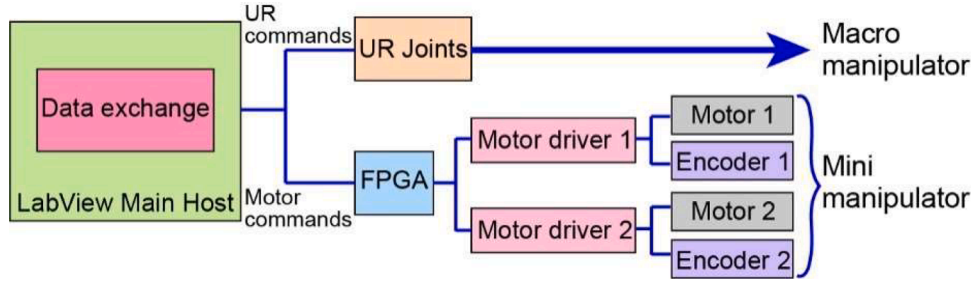 UR
commands
UR Joints
Macro
manipulator
Data exchange
LabView Main Host
Motor
commands
FPGA
Motor driver 1
Motor 1
Encoder 1
Motor driver 2
Motor 2
Encoder 2
Mini
manipulator